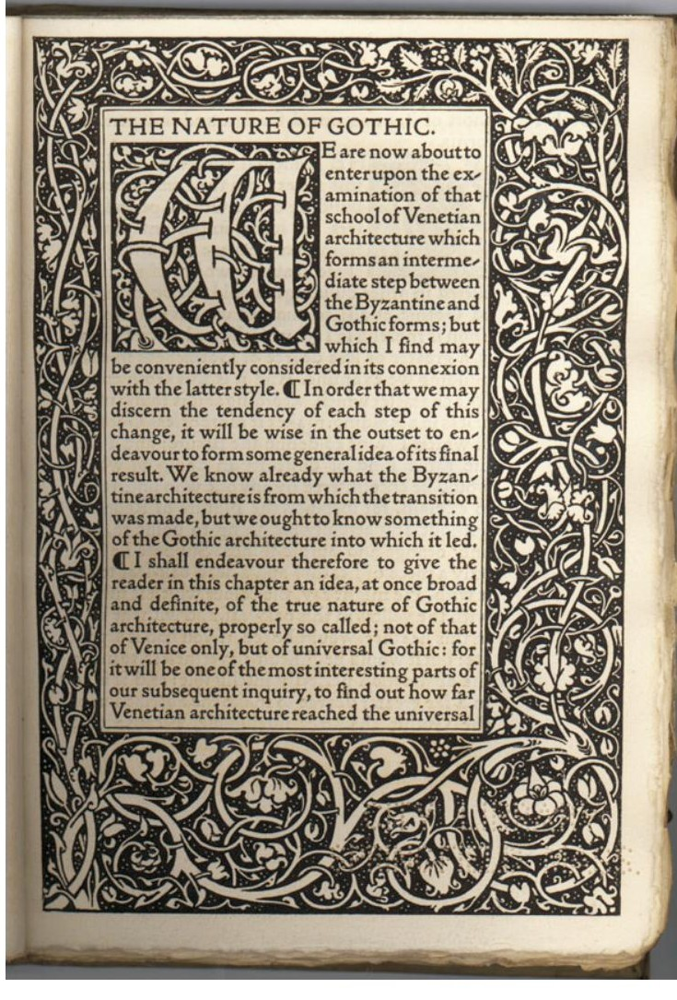 THE NATURE OF GOTHIC.
WE are now about to
enter upon the ex-
amination of that
school of Venetian
architecture which
forms an interme-
diate step between
the Byzantine and
Gothic forms; but
which I find may
be conveniently considered in its connexion
with the latter style. ¶ In order that we may
discern the tendency of each step of this
change, it will be wise in the outset to en-
deavour to form some general idea of its final
result. We know already what the Byzan-
tine architecture is from which the transition
was made, but we ought to know something
of the Gothic architecture into which it led.
¶ I shall endeavour therefore to give the
reader in this chapter an idea, at once broad
and definite, of the true nature of Gothic
architecture, properly so called; not of that
of Venice only, but of universal Gothic: for
it will be one of the most interesting parts of
our subsequent inquiry, to find out how far
Venetian architecture reached the universal